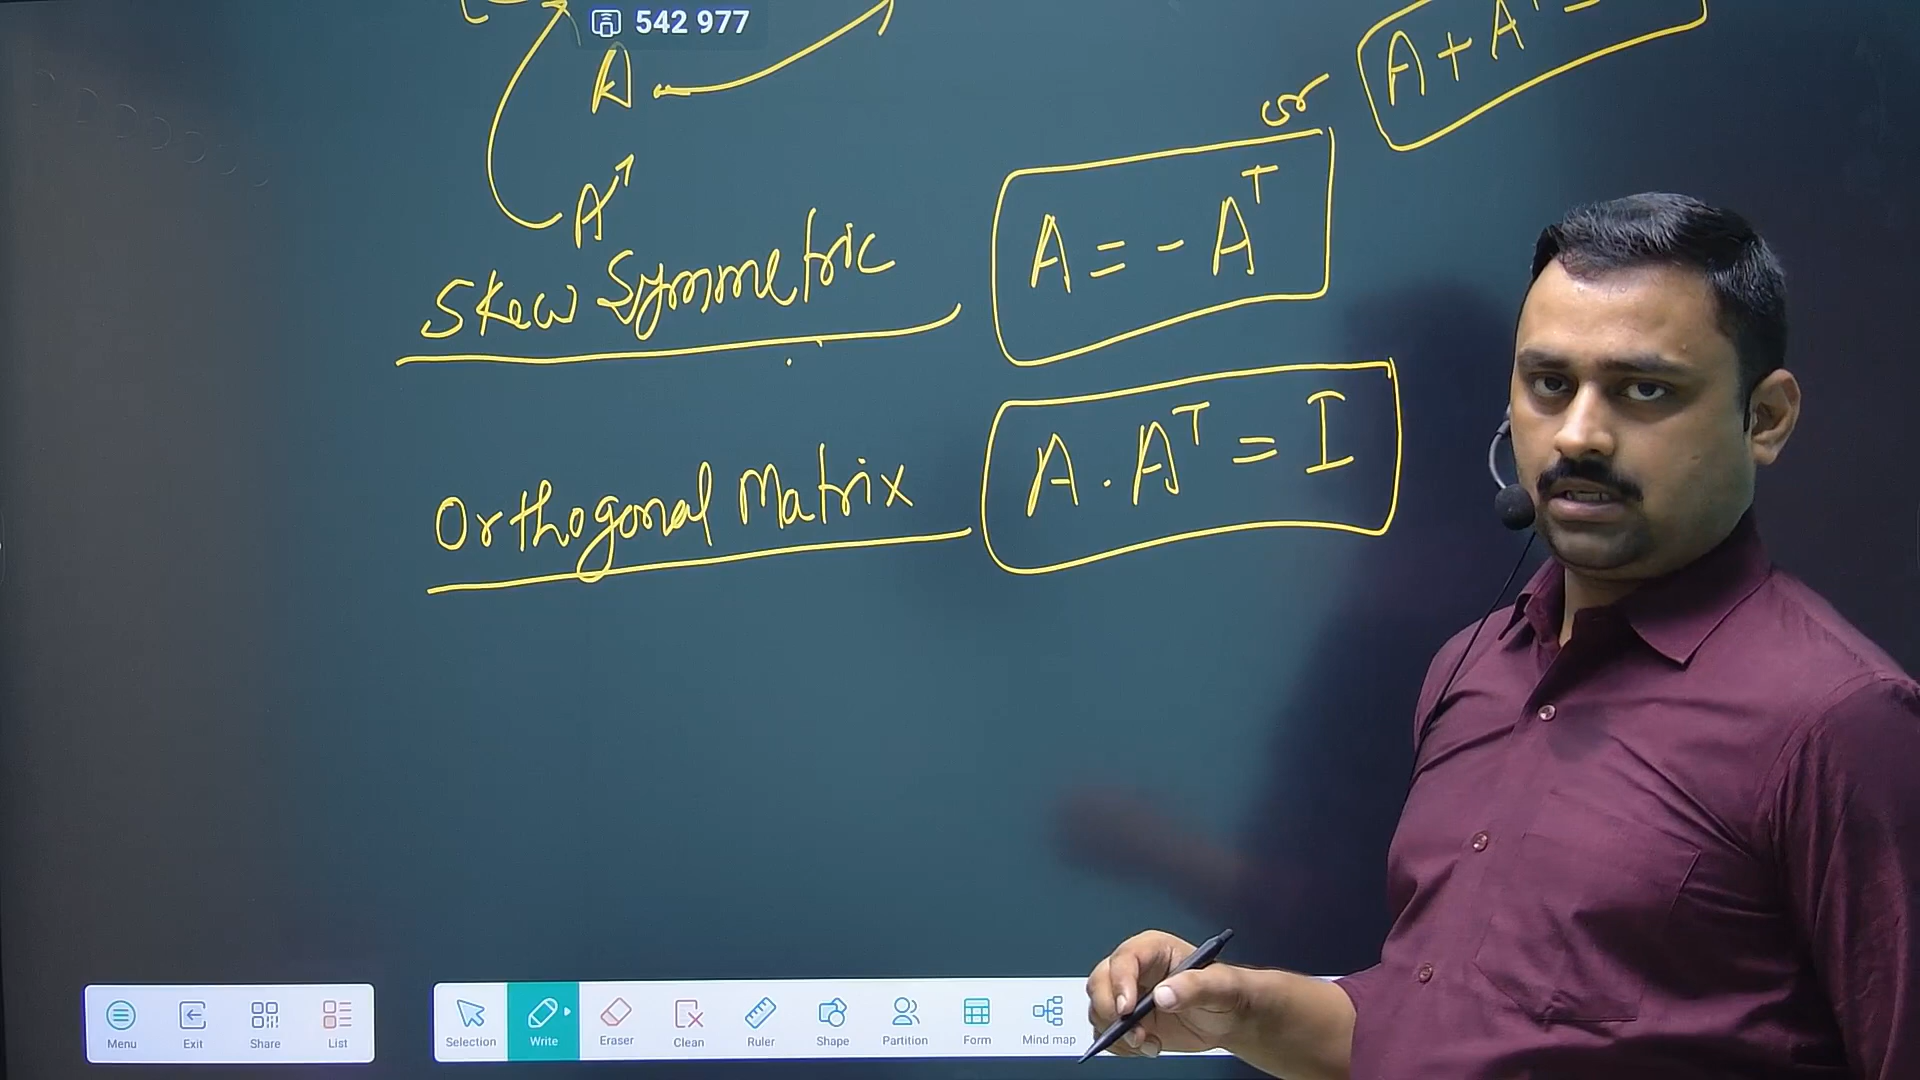 542 977
A
or
A + A^T =
A^T
Skew Symmetric
A = - A^T
Orthogonal Matrix
A . A^T = I
Menu Exit Share List
Selection Write Eraser Clean Ruler Shape Partition Form Mind map